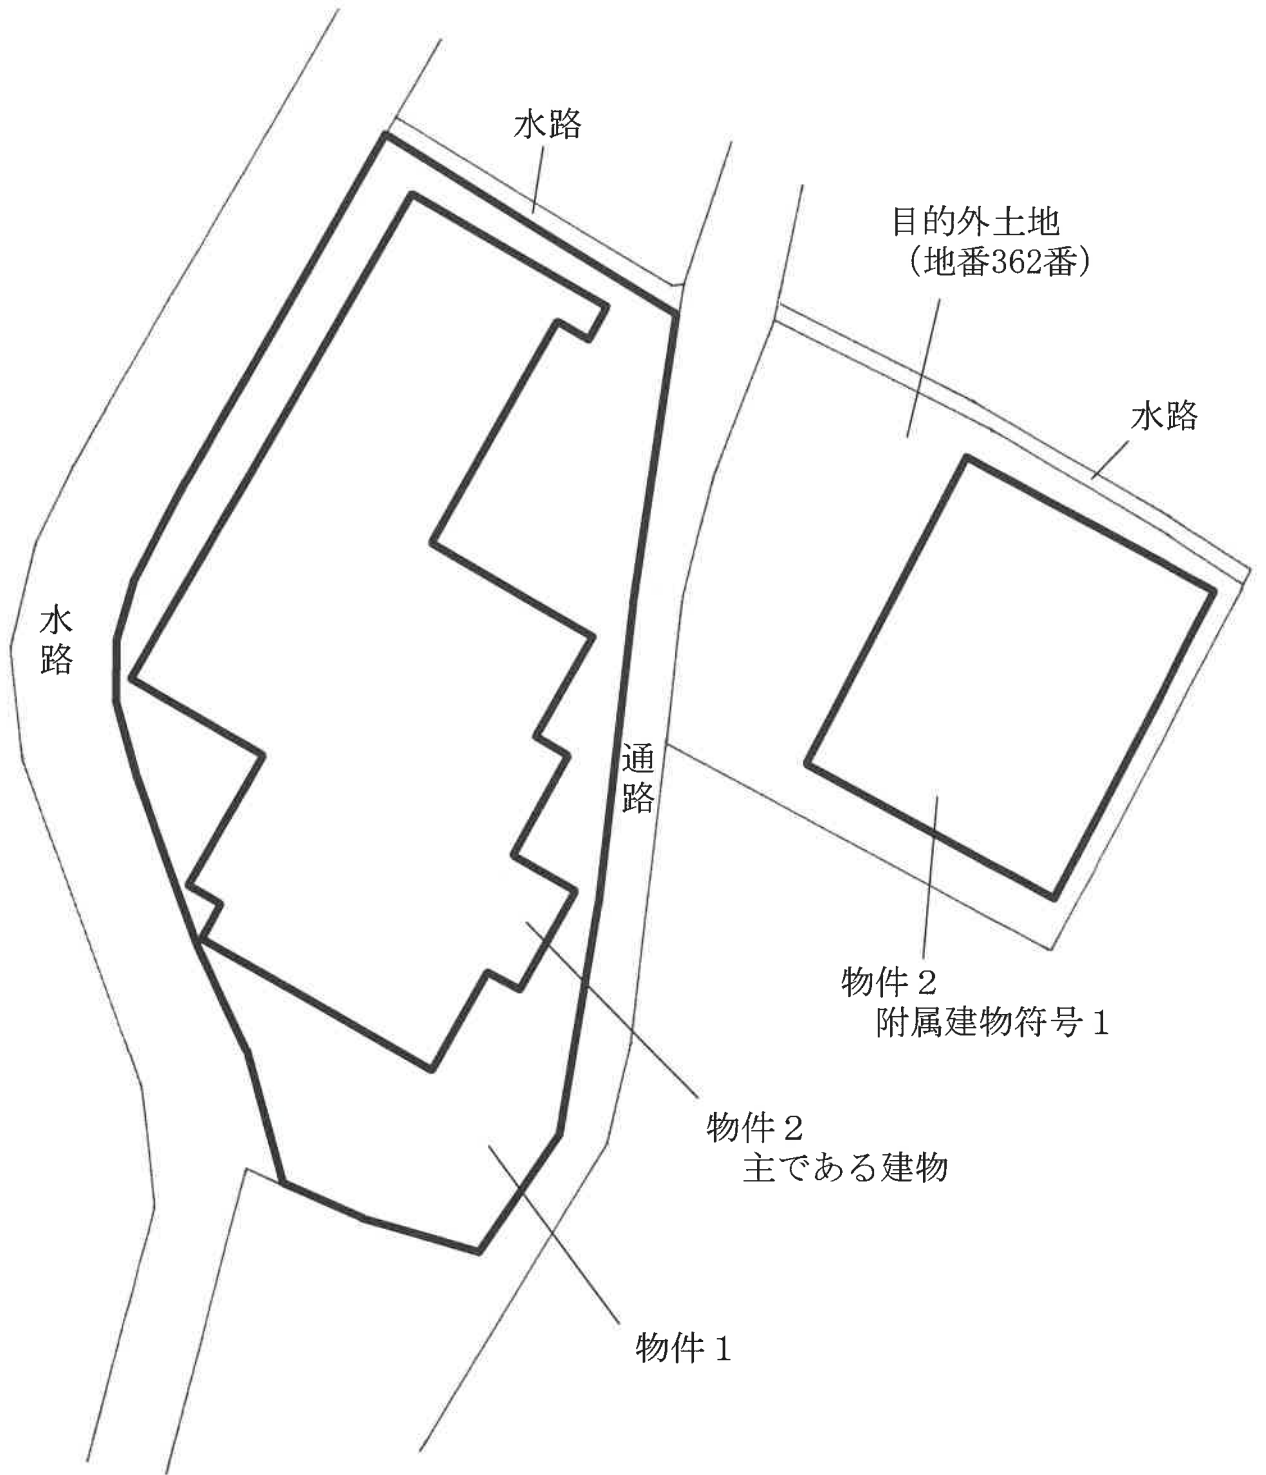 水路
目的外土地
（地番362番）
水路
水路
通路
物件２
附属建物符号１
物件２
主である建物
物件１